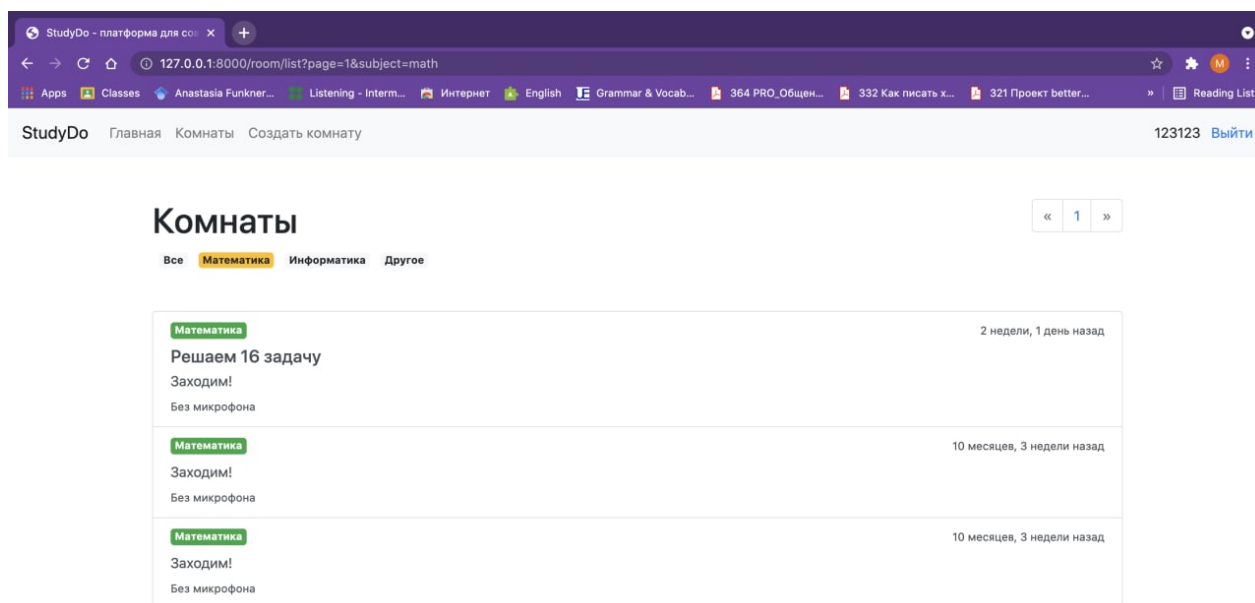 StudyDo - платформа для сов
127.0.0.1:8000/room/list?page=1&subject=math
M
Apps Classes Anastasia Funkner... Listening - Interm... Интернет English Grammar & Vocab... 364 PRO_Общен... 332 Как писать х... 321 Проект better... » Reading List
StudyDo Главная Комнаты Создать комнату 123123 Выйти
Комнаты « 1 »
Все Математика Информатика Другое
Математика 2 недели, 1 день назад
Решаем 16 задачу
Заходим!
Без микрофона
Математика 10 месяцев, 3 недели назад
Заходим!
Без микрофона
Математика 10 месяцев, 3 недели назад
Заходим!
Без микрофона